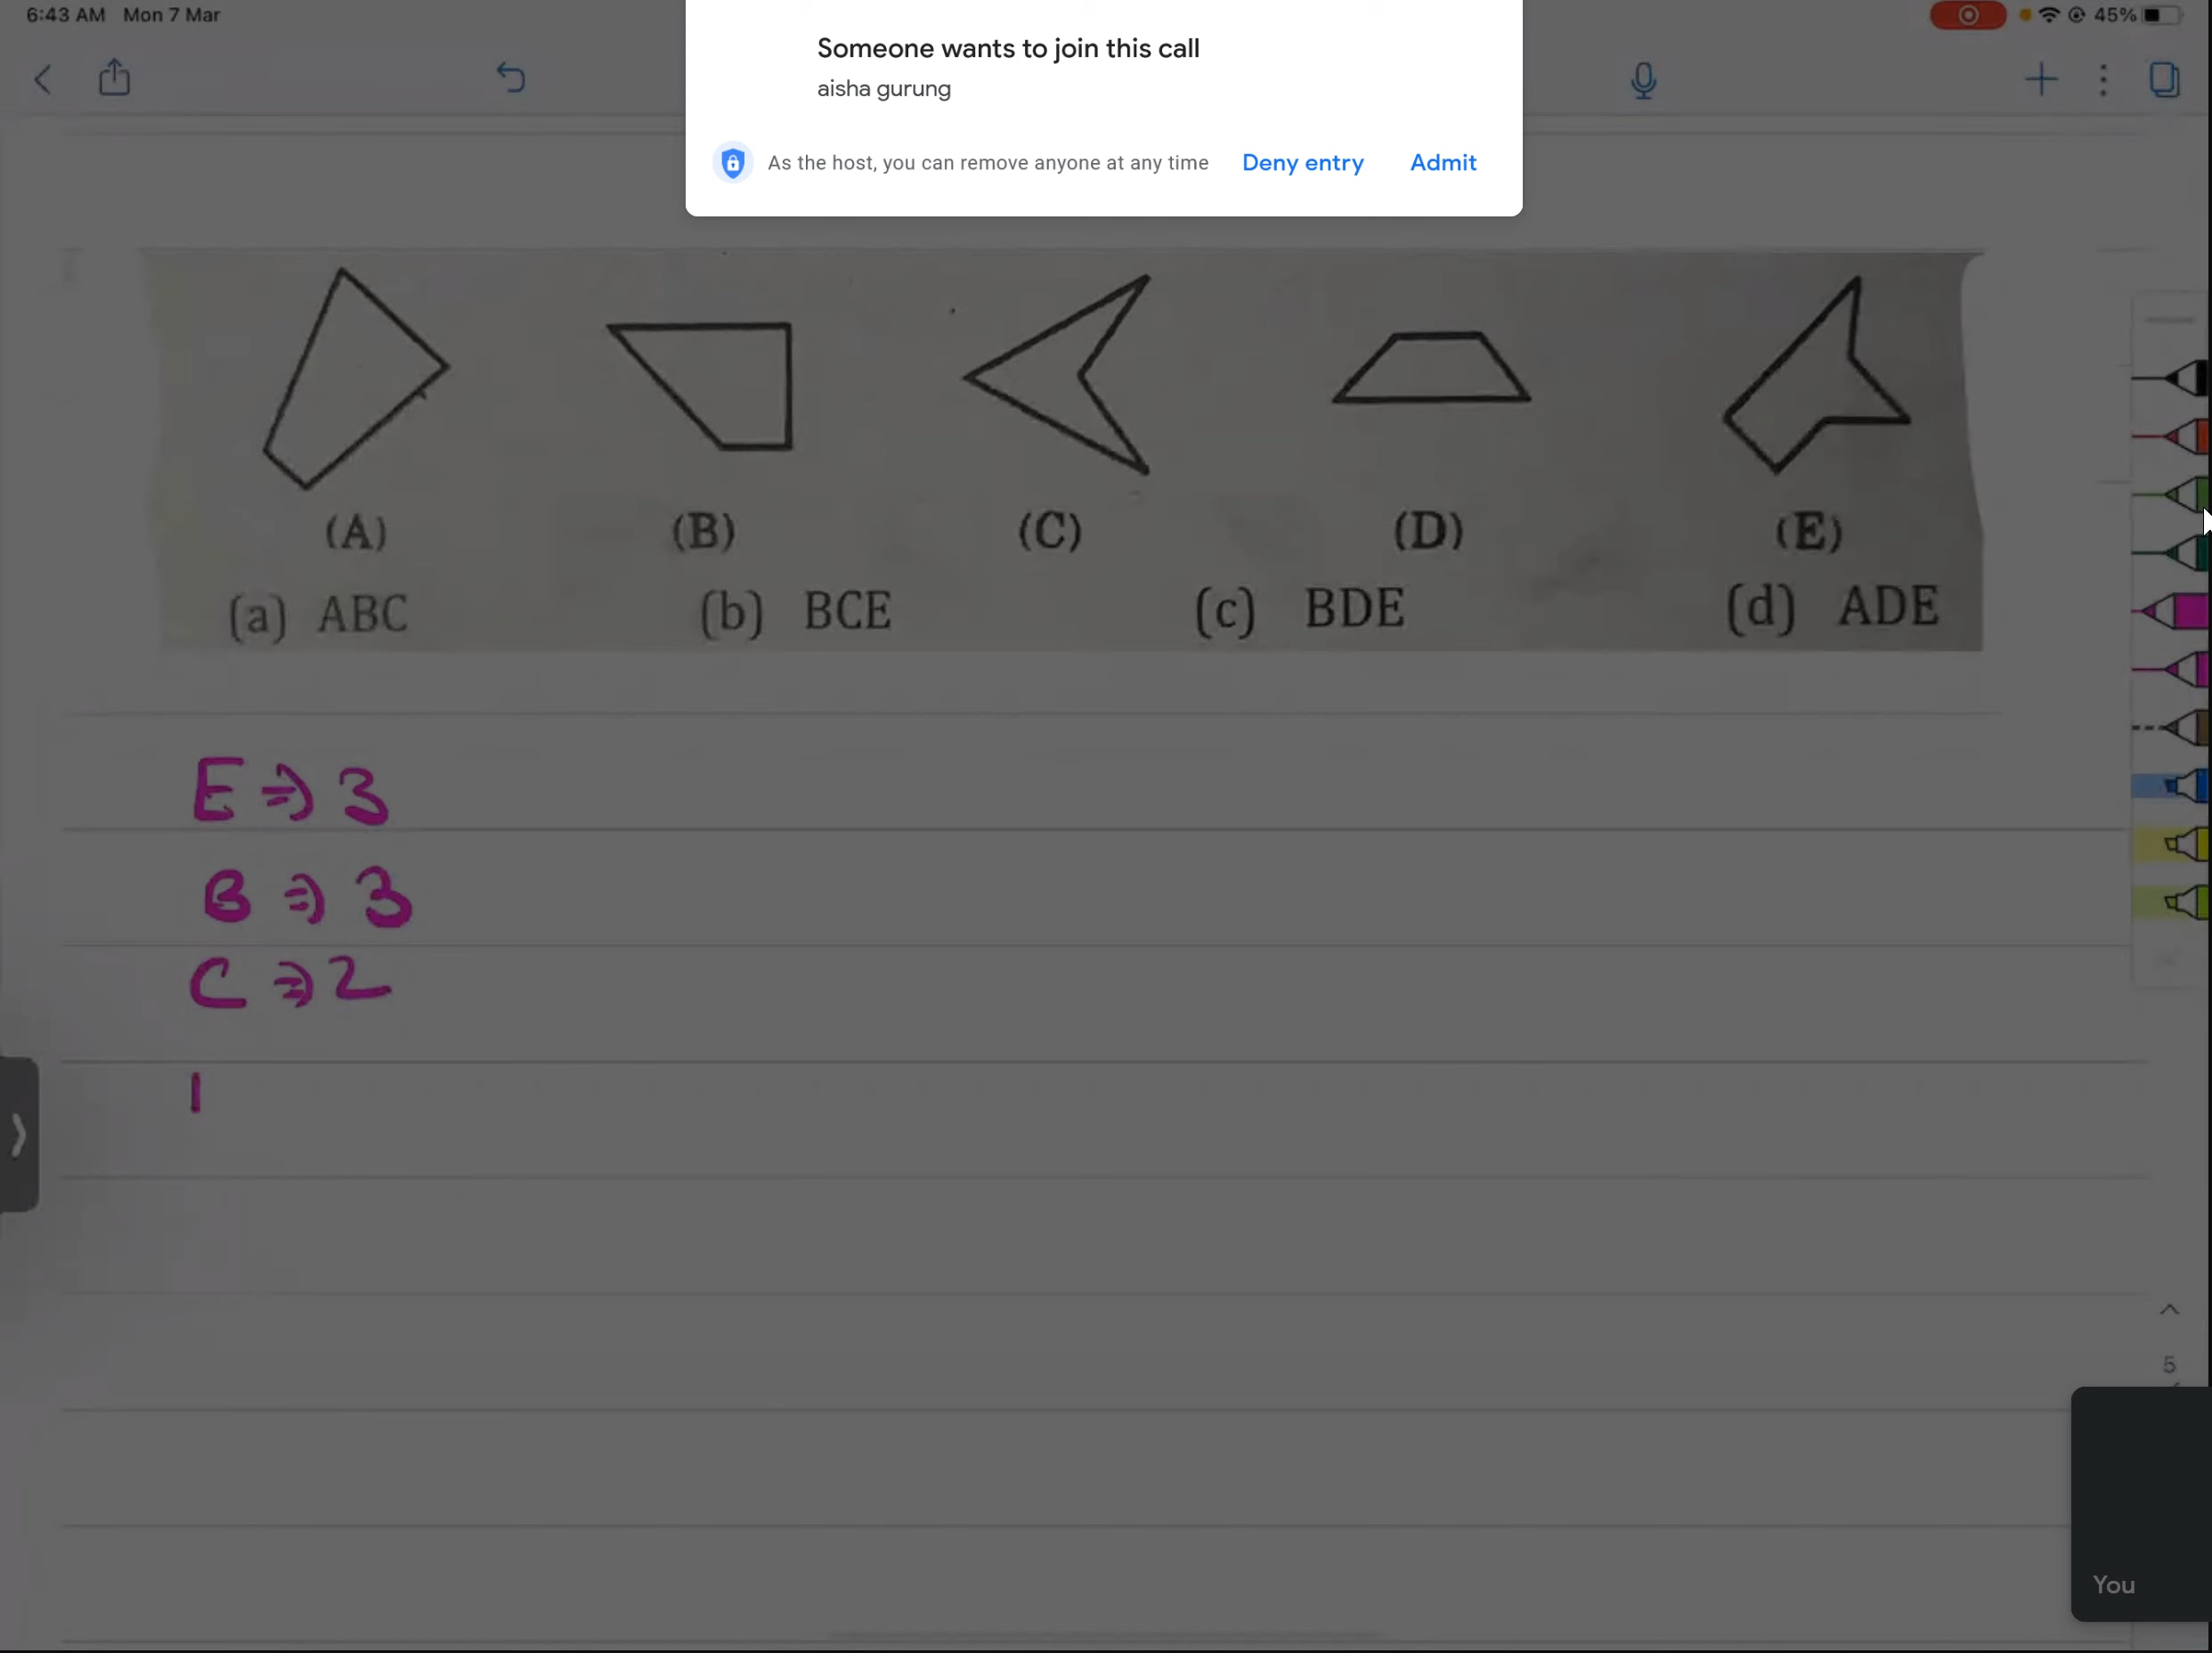 6:43 AM Mon 7 Mar
45%
Someone wants to join this call
aisha gurung
As the host, you can remove anyone at any time
Deny entry
Admit
(A) (B) (C) (D) (E)
(a) ABC (b) BCE (c) BDE (d) ADE
E ⇒ 3
B ⇒ 3
C ⇒ 2
I
5
You